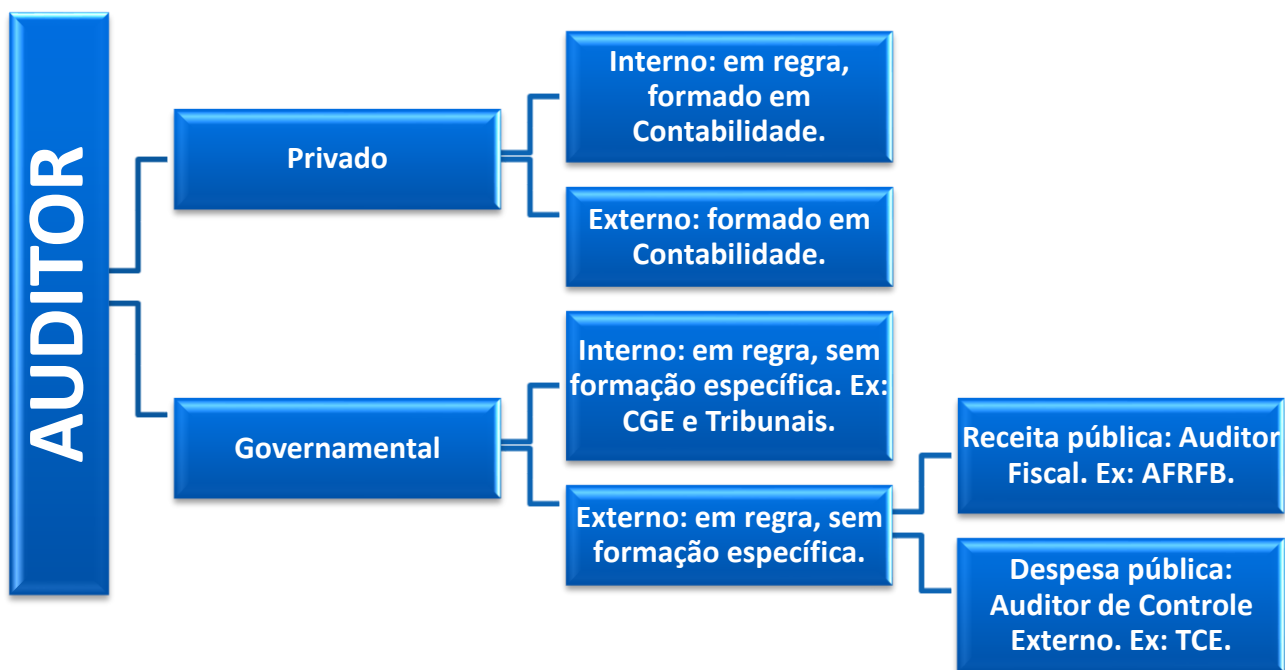 AUDITOR
Privado
Interno: em regra,
formado em
Contabilidade.
Externo: formado em
Contabilidade.
Governamental
Interno: em regra, sem
formação específica. Ex:
CGE e Tribunais.
Externo: em regra, sem
formação específica.
Receita pública: Auditor
Fiscal. Ex: AFRFB.
Despesa pública:
Auditor de Controle
Externo. Ex: TCE.